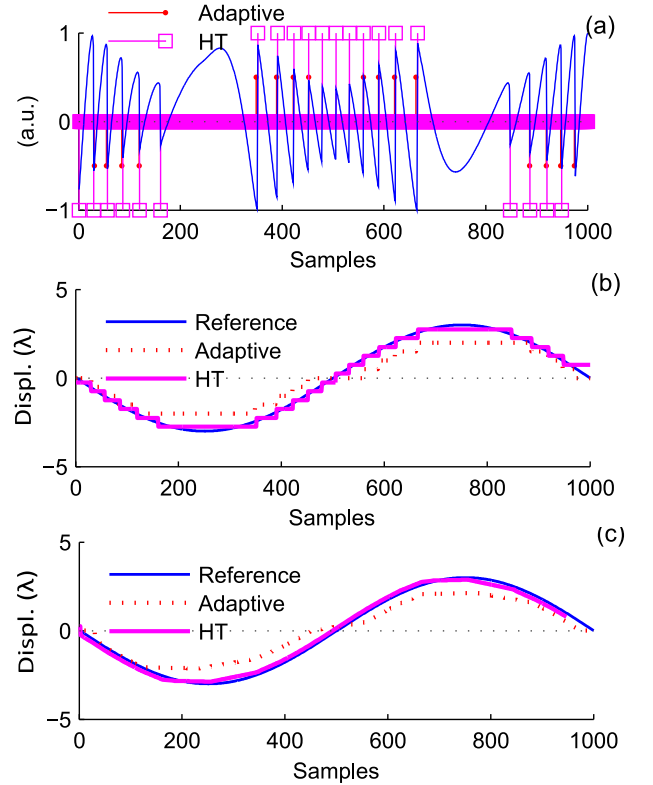 Adaptive
HT
(a)
1
0
−1
(a.u.)
0 200 400 600 800 1000
Samples
(b)
5
0
−5
Displ. (λ)
Reference
Adaptive
HT
0 200 400 600 800 1000
Samples
(c)
5
0
−5
Displ. (λ)
Reference
Adaptive
HT
0 200 400 600 800 1000
Samples